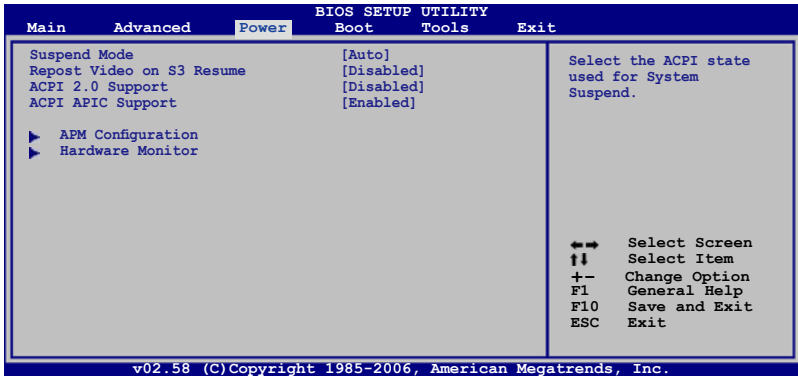 BIOS SETUP UTILITY
Main Advanced Power Boot Tools Exit
Suspend Mode [Auto]
Repost Video on S3 Resume [Disabled]
ACPI 2.0 Support [Disabled]
ACPI APIC Support [Enabled]
APM Configuration
Hardware Monitor
Select the ACPI state
used for System
Suspend.
Select Screen
Select Item
+- Change Option
F1 General Help
F10 Save and Exit
ESC Exit
v02.58 (C)Copyright 1985-2006, American Megatrends, Inc.